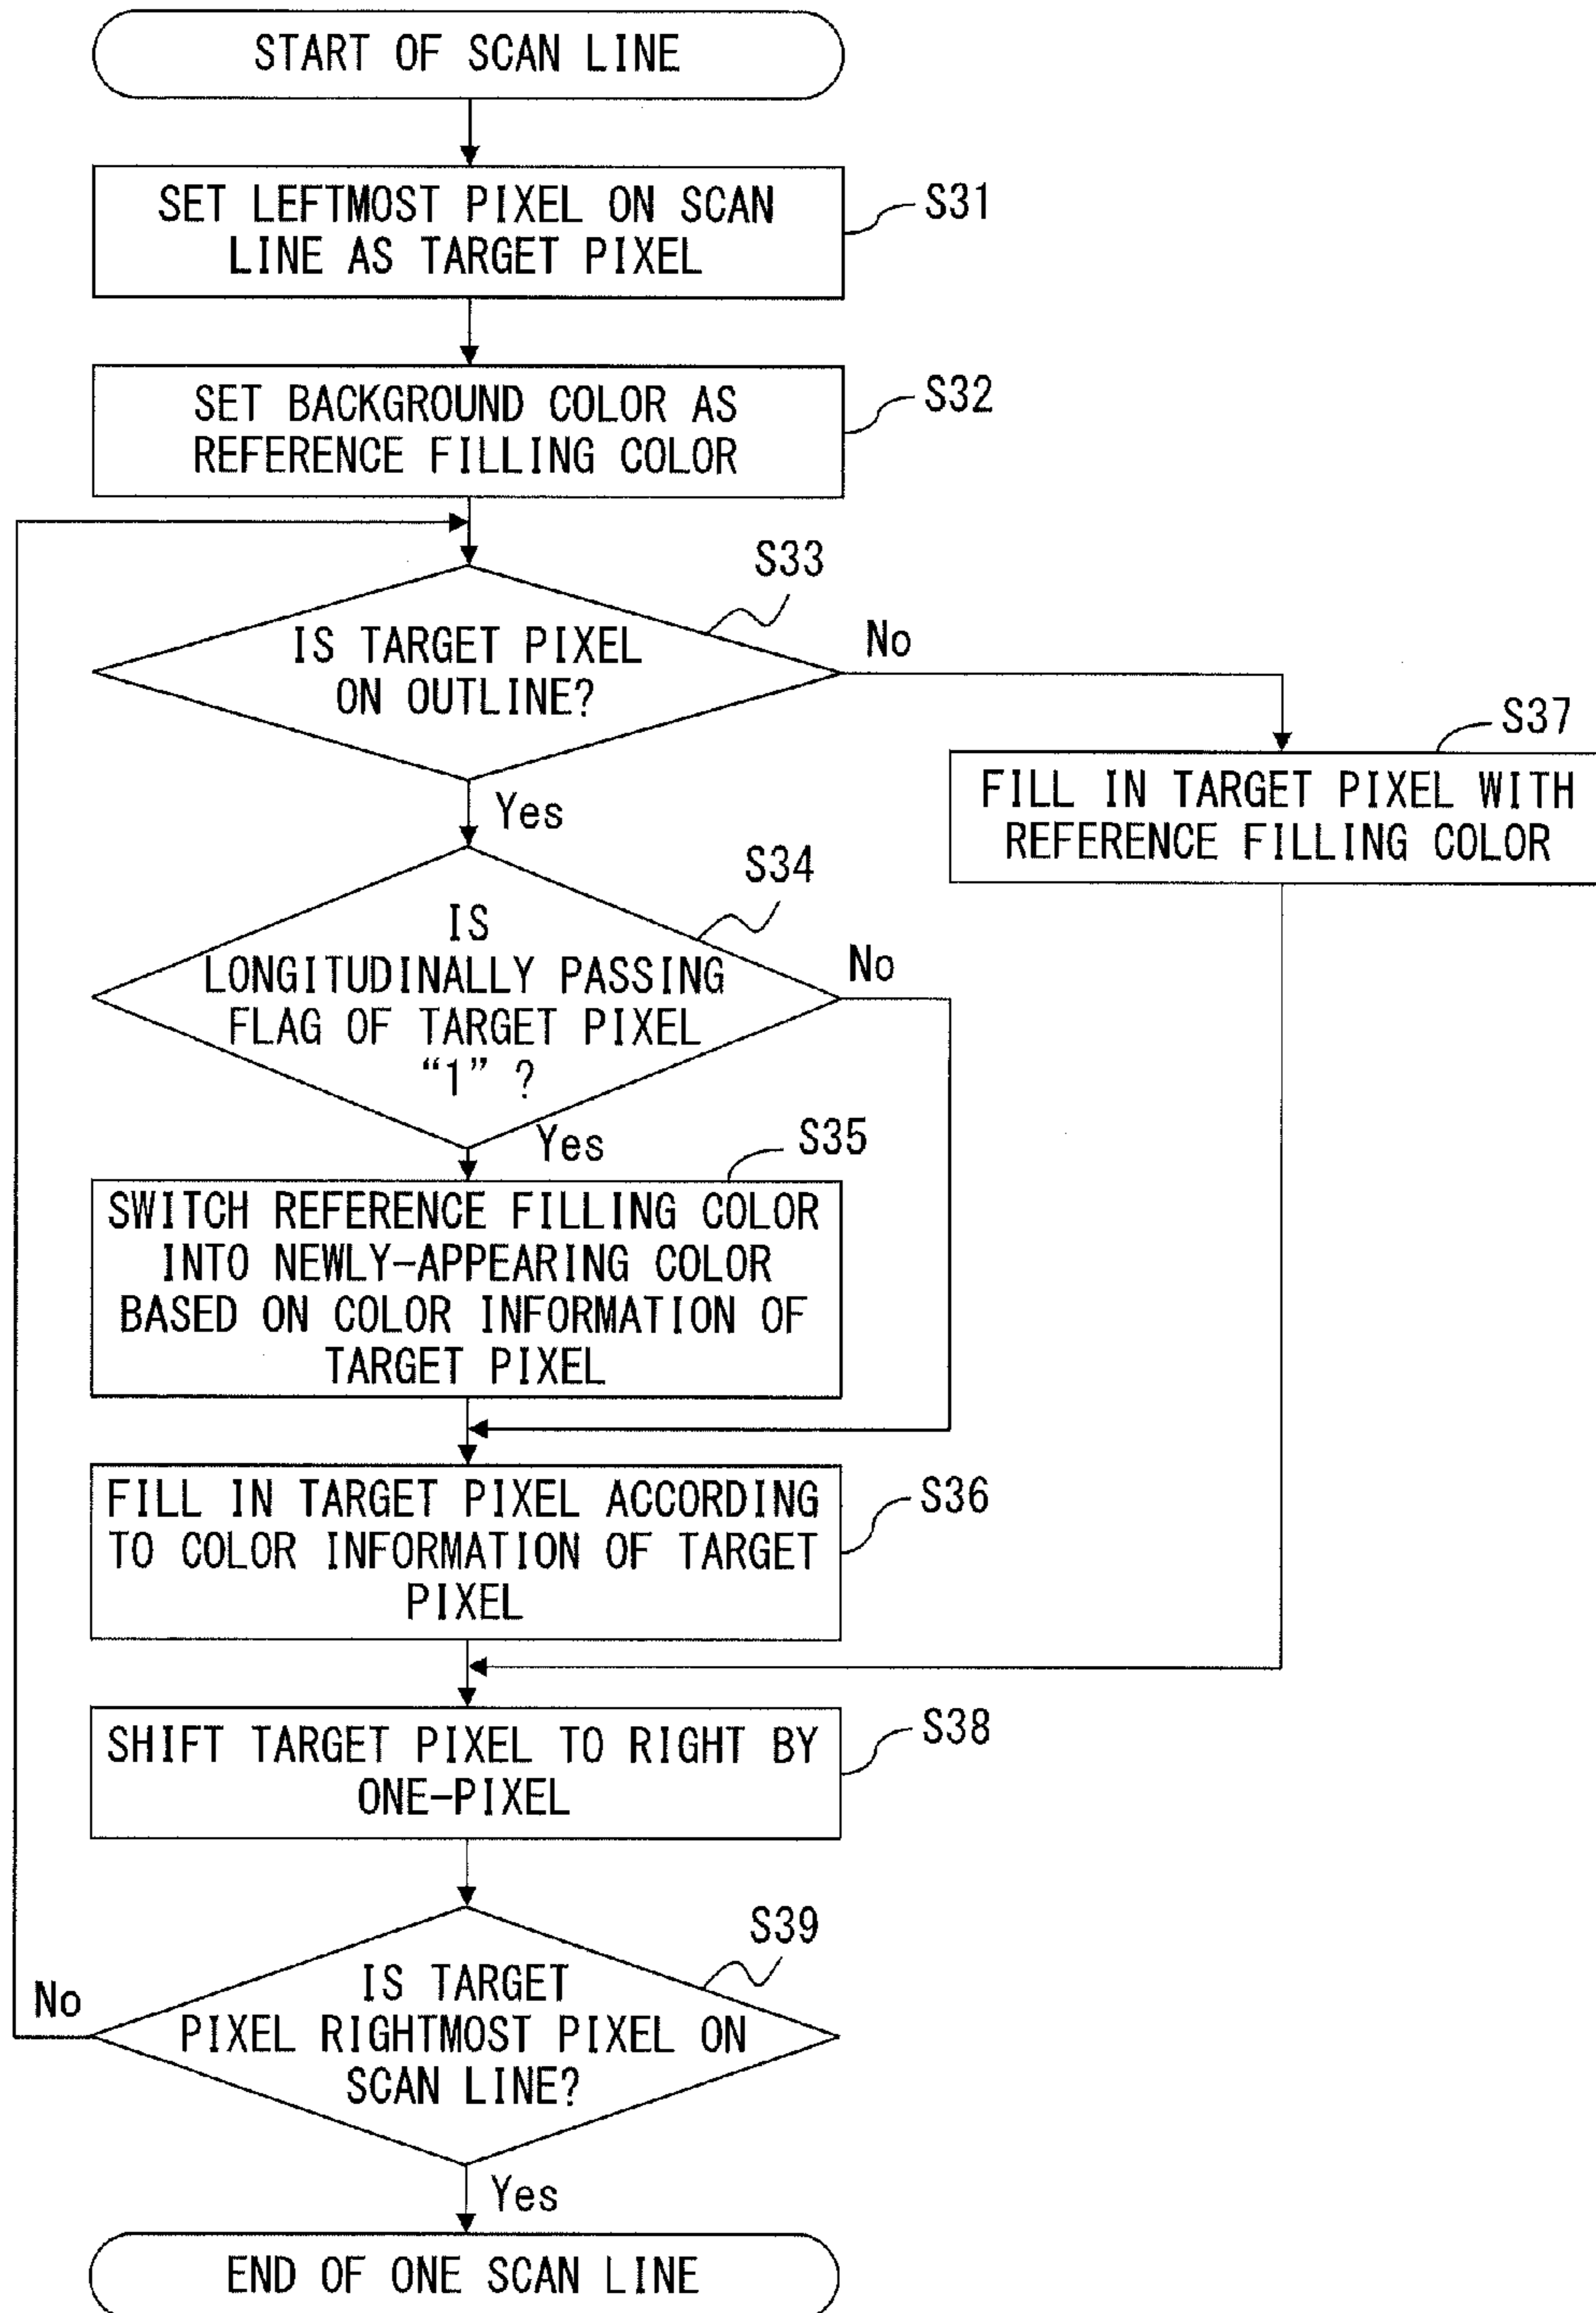 START OF SCAN LINE
SET LEFTMOST PIXEL ON SCAN
LINE AS TARGET PIXEL
S31
SET BACKGROUND COLOR AS
REFERENCE FILLING COLOR
S32
S33
IS TARGET PIXEL
ON OUTLINE?
No
Yes
S37
FILL IN TARGET PIXEL WITH
REFERENCE FILLING COLOR
S34
IS
LONGITUDINALLY PASSING
FLAG OF TARGET PIXEL
“1” ?
No
Yes
S35
SWITCH REFERENCE FILLING COLOR
INTO NEWLY-APPEARING COLOR
BASED ON COLOR INFORMATION OF
TARGET PIXEL
FILL IN TARGET PIXEL ACCORDING
TO COLOR INFORMATION OF TARGET
PIXEL
S36
SHIFT TARGET PIXEL TO RIGHT BY
ONE-PIXEL
S38
S39
IS TARGET
PIXEL RIGHTMOST PIXEL ON
SCAN LINE?
No
Yes
END OF ONE SCAN LINE